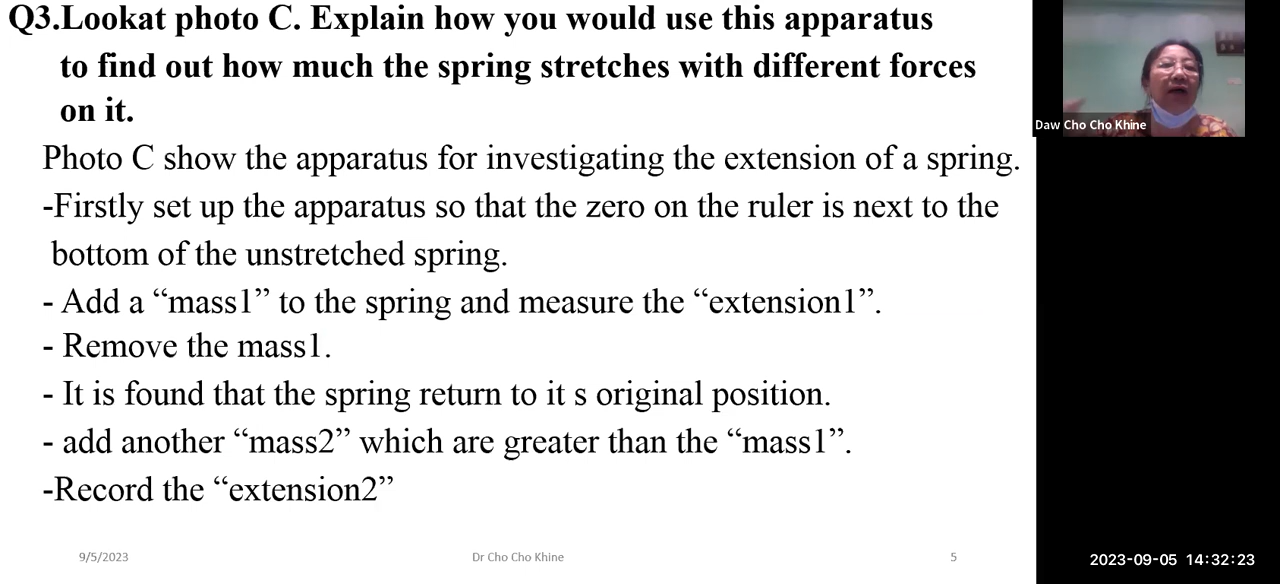 Q3.Lookat photo C. Explain how you would use this apparatus
to find out how much the spring stretches with different forces
on it.
Photo C show the apparatus for investigating the extension of a spring.
-Firstly set up the apparatus so that the zero on the ruler is next to the
bottom of the unstretched spring.
- Add a “mass1” to the spring and measure the “extension1”.
- Remove the mass1.
- It is found that the spring return to it s original position.
- add another “mass2” which are greater than the “mass1”.
-Record the “extension2”
9/5/2023
Dr Cho Cho Khine
5
Daw Cho Cho Khine
2023-09-05 14:32:23